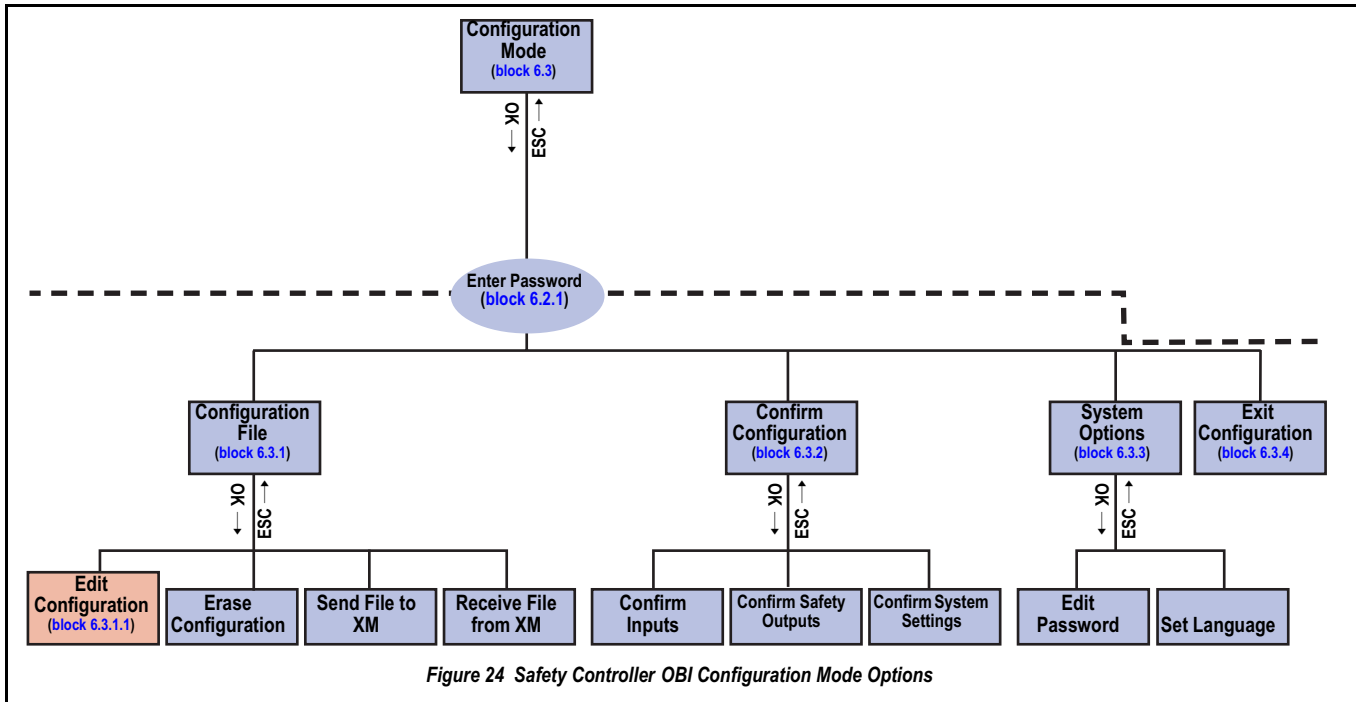 Configuration
Mode
(block 6.3)
OK
ESC
Enter Password
(block 6.2.1)
Configuration
File
(block 6.3.1)
Confirm
Configuration
(block 6.3.2)
System
Options
(block 6.3.3)
Exit
Configuration
(block 6.3.4)
OK
ESC
OK
ESC
OK
ESC
Edit
Configuration
(block 6.3.1.1)
Erase
Configuration
Send File to
XM
Receive File
from XM
Confirm
Inputs
Confirm Safety
Outputs
Confirm System
Settings
Edit
Password
Set Language
Figure 24 Safety Controller OBI Configuration Mode Options